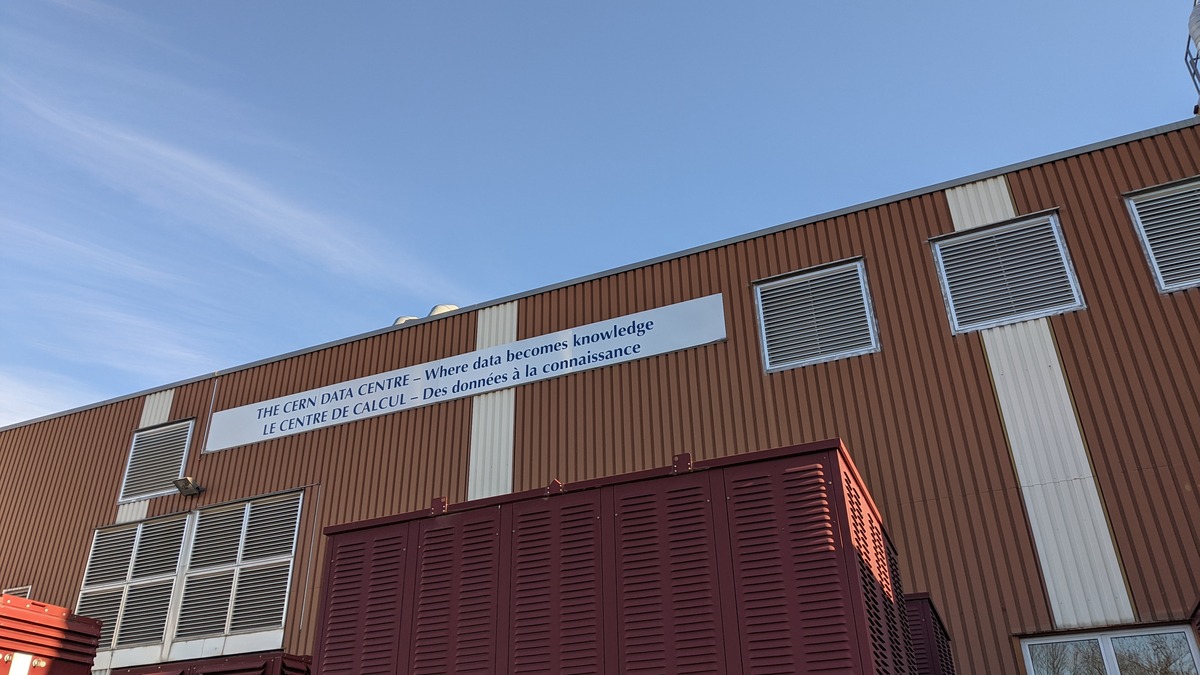 THE CERN DATA CENTRE – Where data becomes knowledge
LE CENTRE DE CALCUL – Des données à la connaissance